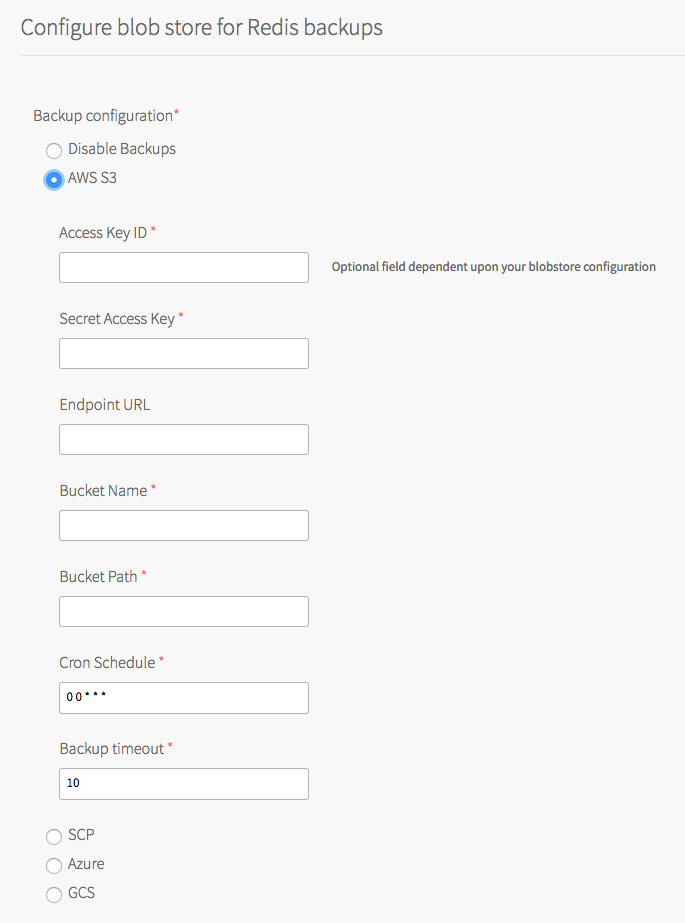 Configure blob store for Redis backups
Backup configuration*
Disable Backups
AWS S3
Access Key ID *
Optional field dependent upon your blobstore configuration
Secret Access Key *
Endpoint URL
Bucket Name *
Bucket Path *
Cron Schedule *
0 0 * * *
Backup timeout *
10
SCP
Azure
GCS